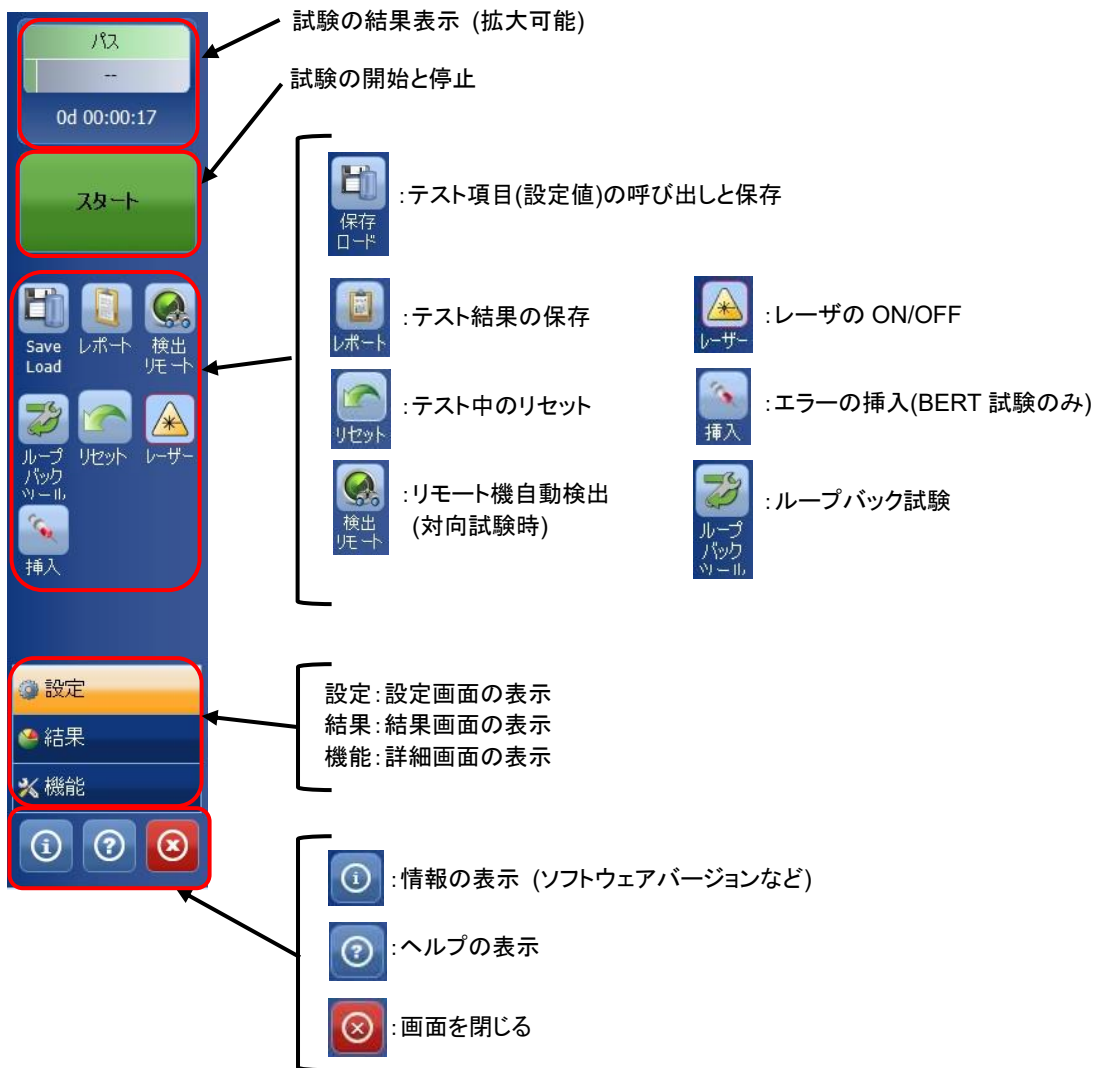 パス
--
0d 00:00:17
スタート
Save
Load
レポート
検出
リモート
ループ
バック
ツール
リセット
レーザー
挿入
設定
結果
機能
試験の結果表示 (拡大可能)
試験の開始と停止
保存
ロード
:テスト項目(設定値)の呼び出しと保存
レポート
:テスト結果の保存
レーザー
:レーザの ON/OFF
リセット
:テスト中のリセット
挿入
:エラーの挿入(BERT 試験のみ)
検出
リモート
:リモート機自動検出
(対向試験時)
ループ
バック
ツール
:ループバック試験
設定:設定画面の表示
結果:結果画面の表示
機能:詳細画面の表示
:情報の表示 (ソフトウェアバージョンなど)
:ヘルプの表示
:画面を閉じる